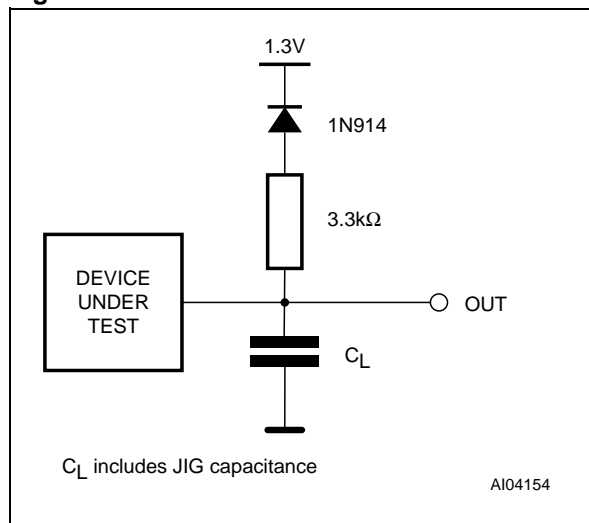 1.3V
1N914
3.3kΩ
DEVICE
UNDER
TEST
OUT
CL
CL includes JIG capacitance
AI04154